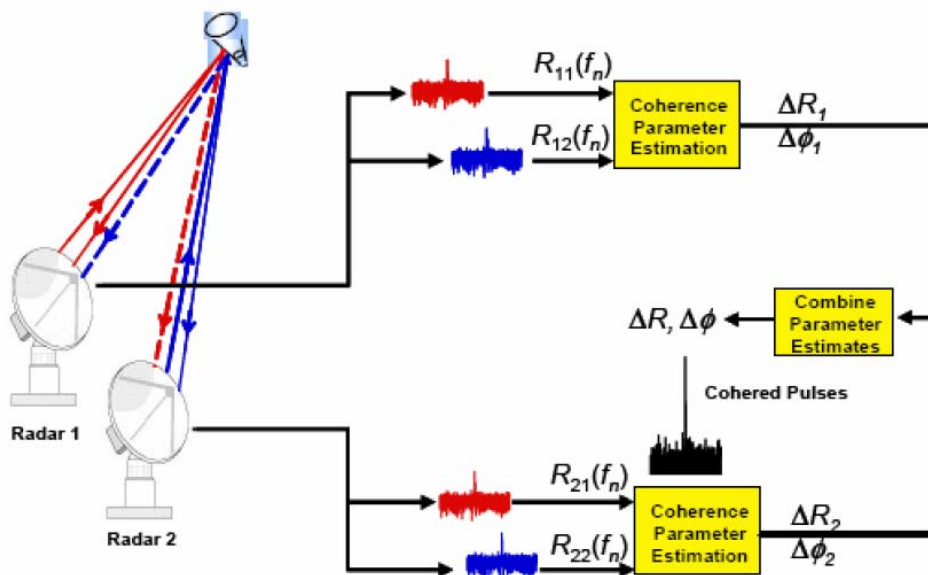 R₁₁(fₙ)
Coherence
Parameter
Estimation
ΔR₁
Δϕ₁
R₁₂(fₙ)
Radar 1
ΔR, Δϕ
Combine
Parameter
Estimates
Cohered Pulses
Radar 2
R₂₁(fₙ)
Coherence
Parameter
Estimation
ΔR₂
Δϕ₂
R₂₂(fₙ)